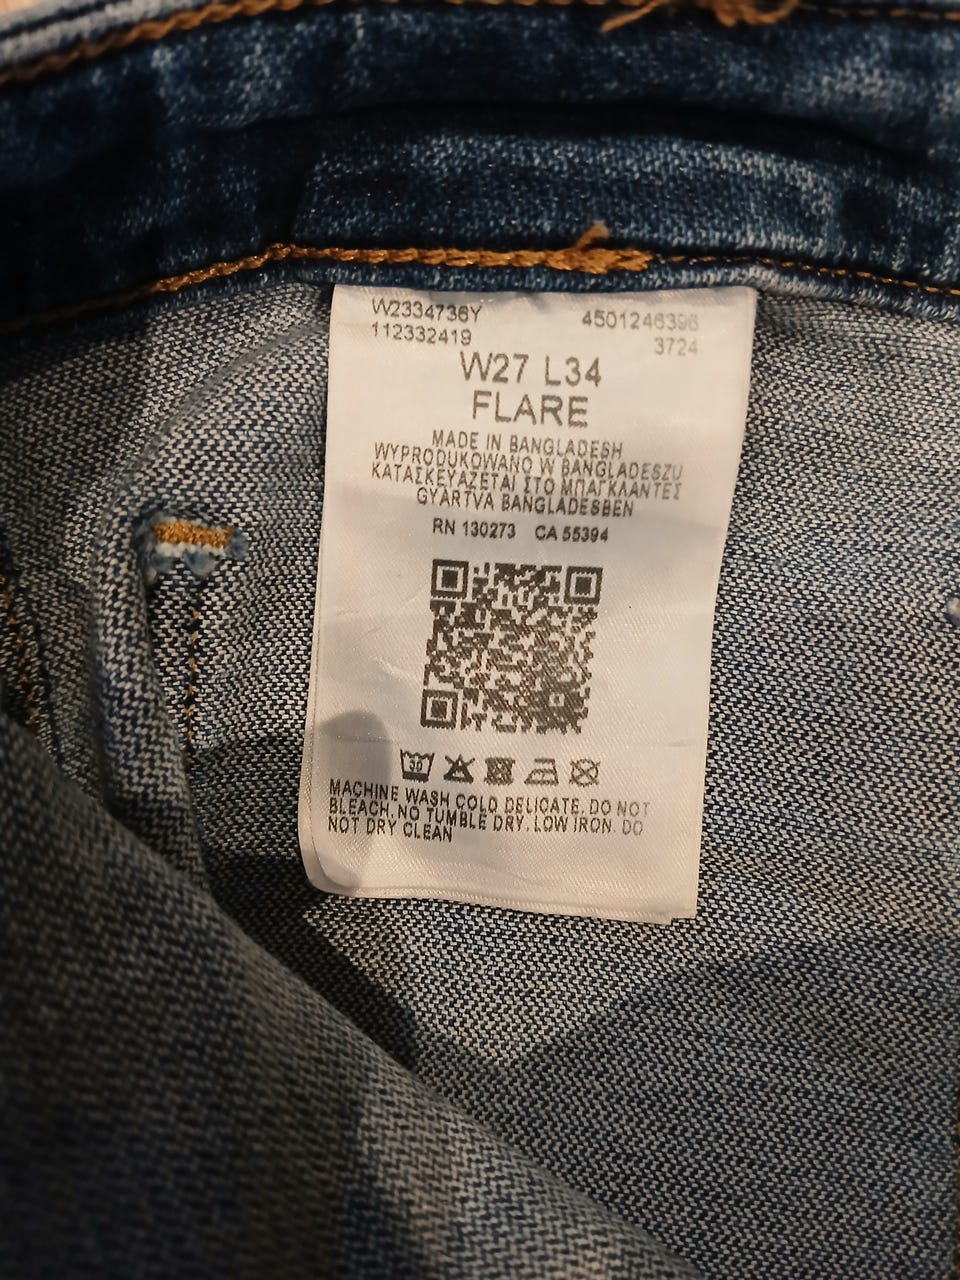 W2334736Y 4501246396
112332419 3724
W27 L34
FLARE
MADE IN BANGLADESH
WYPRODUKOWANO W BANGLADESZU
ΚΑΤΑΣΚΕΥΑΖΕΤΑΙ ΣΤΟ ΜΠΑΓΚΛΑΝΤΕΣ
GYÁRTVA BANGLADESBEN
RN 130273 CA 55394
30
MACHINE WASH COLD DELICATE. DO NOT
BLEACH. NO TUMBLE DRY. LOW IRON. DO
NOT DRY CLEAN